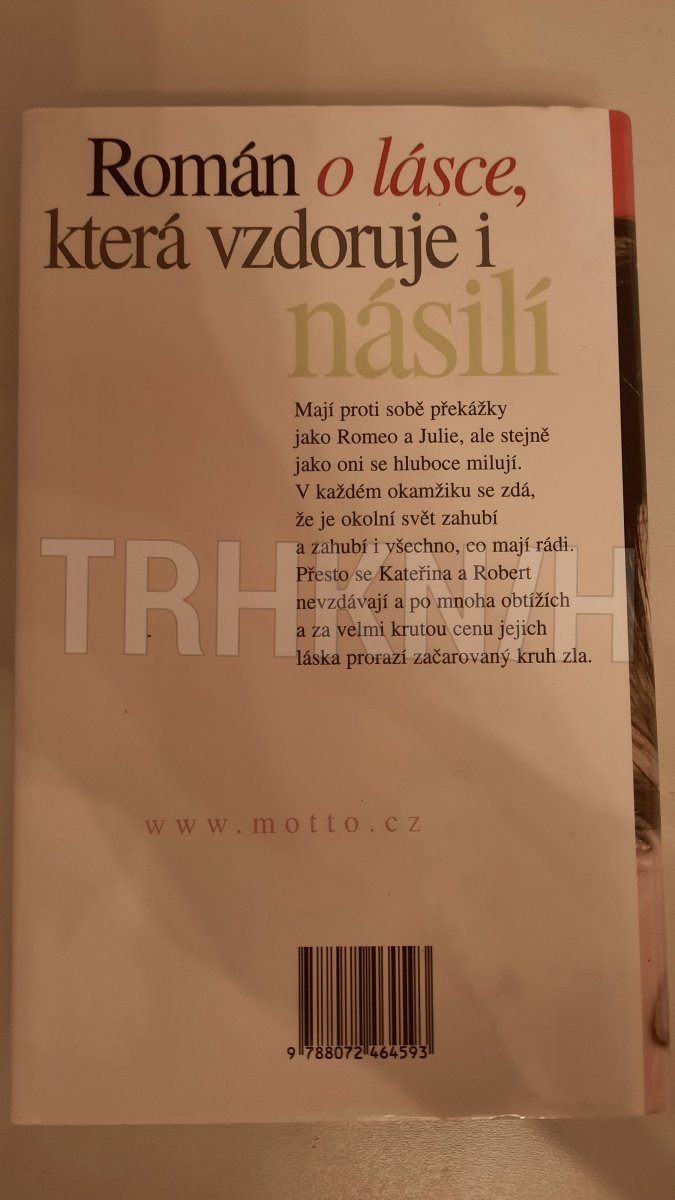 Román o lásce,
která vzdoruje i
násilí
Mají proti sobě překážky
jako Romeo a Julie, ale stejně
jako oni se hluboce milují.
V každém okamžiku se zdá,
že je okolní svět zahubí
a zahubí i všechno, co mají rádi.
Přesto se Kateřina a Robert
nevzdávají a po mnoha obtížích
a za velmi krutou cenu jejich
láska prorazí začarovaný kruh zla.
TRHKNIH
www.motto.cz
9 788072 464593